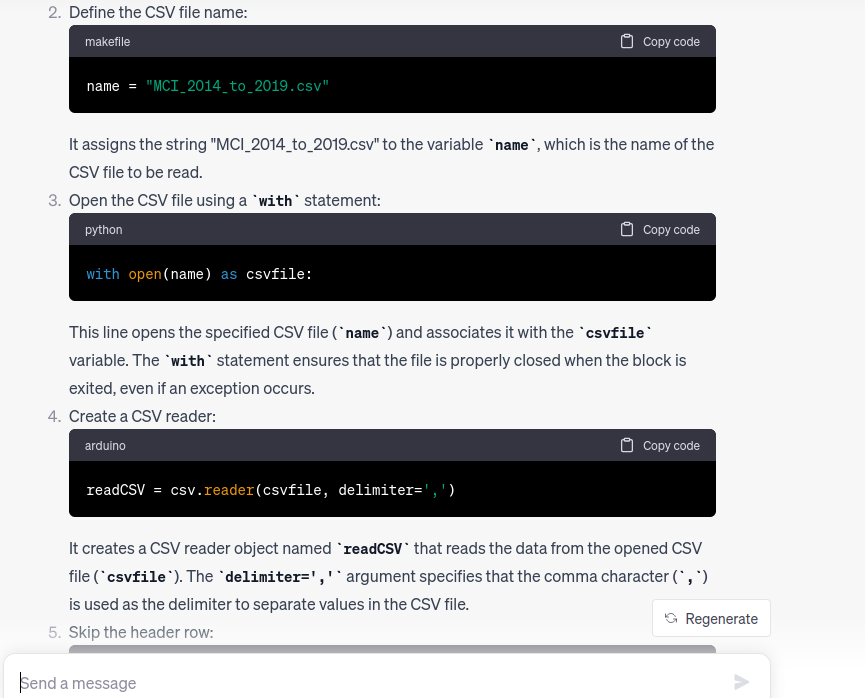 2. Define the CSV file name:
makefile Copy code
name = "MCI_2014_to_2019.csv"
It assigns the string "MCI_2014_to_2019.csv" to the variable `name`, which is the name of the
CSV file to be read.
3. Open the CSV file using a `with` statement:
python Copy code
with open(name) as csvfile:
This line opens the specified CSV file (`name`) and associates it with the `csvfile`
variable. The `with` statement ensures that the file is properly closed when the block is
exited, even if an exception occurs.
4. Create a CSV reader:
arduino Copy code
readCSV = csv.reader(csvfile, delimiter=',')
It creates a CSV reader object named `readCSV` that reads the data from the opened CSV
file (`csvfile`). The `delimiter=','` argument specifies that the comma character (`,`)
is used as the delimiter to separate values in the CSV file.
Regenerate
5. Skip the header row:
Send a message